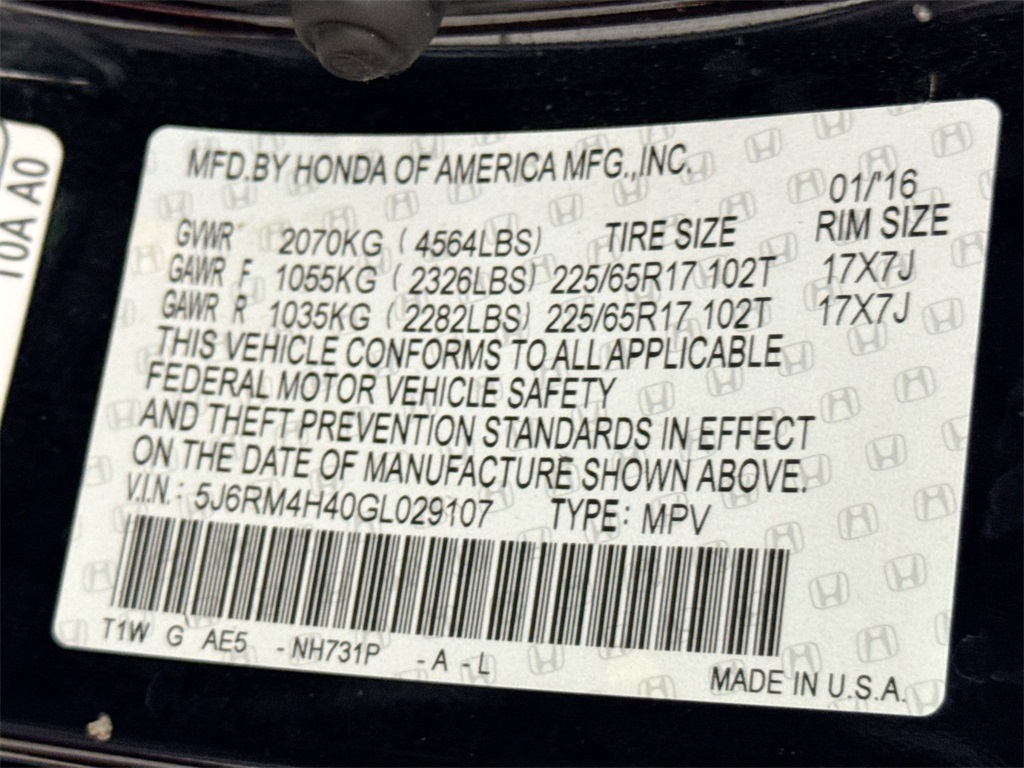 10A A0
MFD.BY HONDA OF AMERICA MFG.,INC.
01/'16
GVWR 2070KG ( 4564LBS) TIRE SIZE RIM SIZE
GAWR F 1055KG ( 2326LBS) 225/65R17 102T 17X7J
GAWR R 1035KG ( 2282LBS) 225/65R17 102T 17X7J
THIS VEHICLE CONFORMS TO ALL APPLICABLE
FEDERAL MOTOR VEHICLE SAFETY
AND THEFT PREVENTION STANDARDS IN EFFECT
ON THE DATE OF MANUFACTURE SHOWN ABOVE.
V.I.N.: 5J6RM4H40GL029107 TYPE: MPV
T1W G AE5 - NH731P - A - L
MADE IN U.S.A.